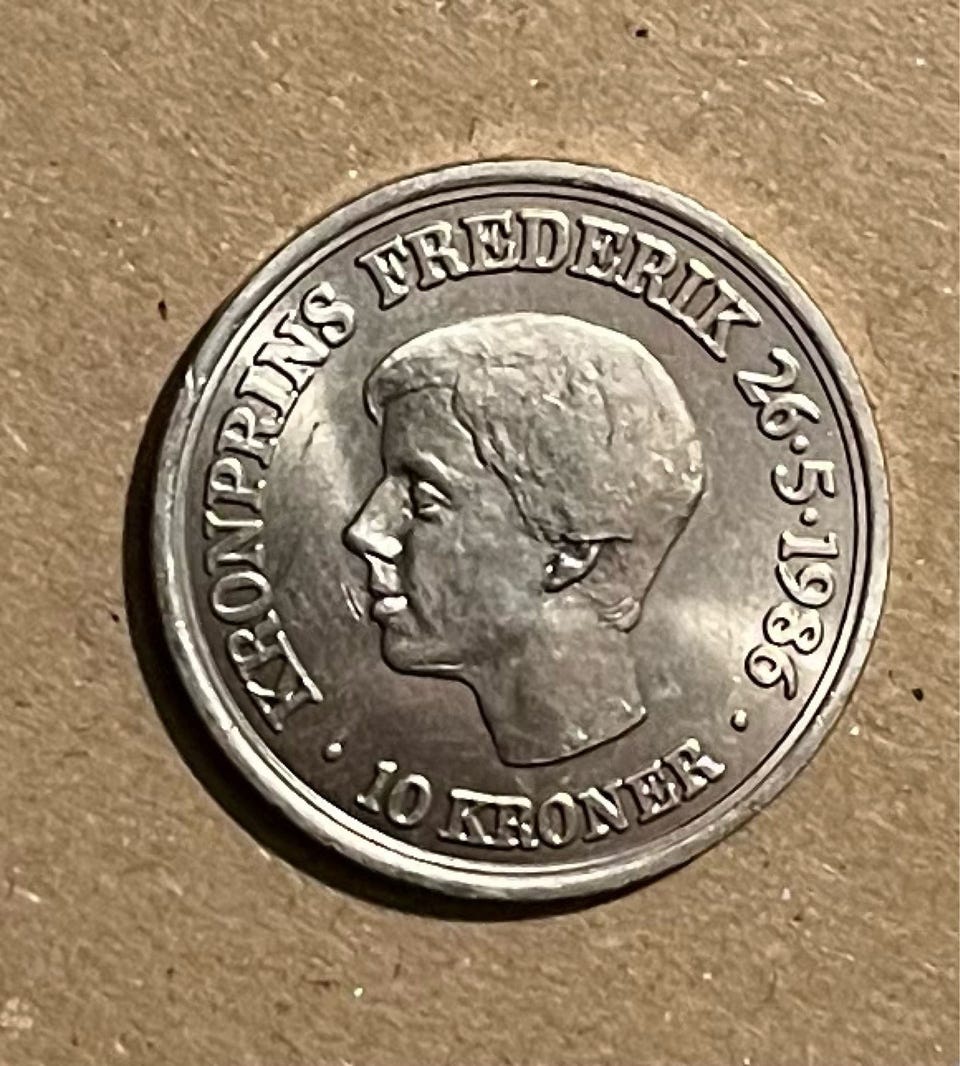 KRONPRINS FREDERIK 26·5·1986
· 10 KRONER ·